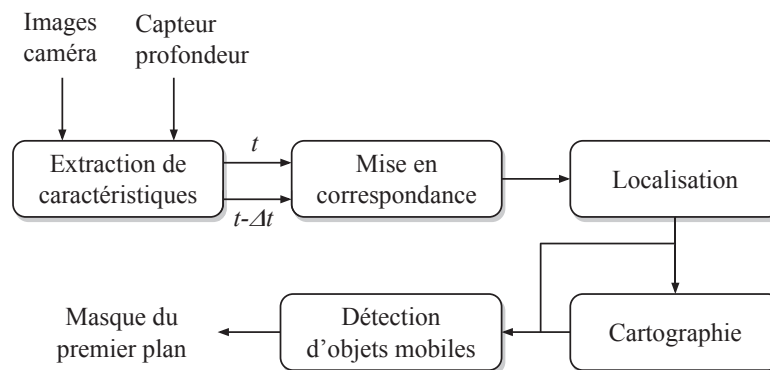 Images
caméra
Capteur
profondeur
Extraction de
caractéristiques
t
t-Δt
Mise en
correspondance
Localisation
Masque du
premier plan
Détection
d'objets mobiles
Cartographie